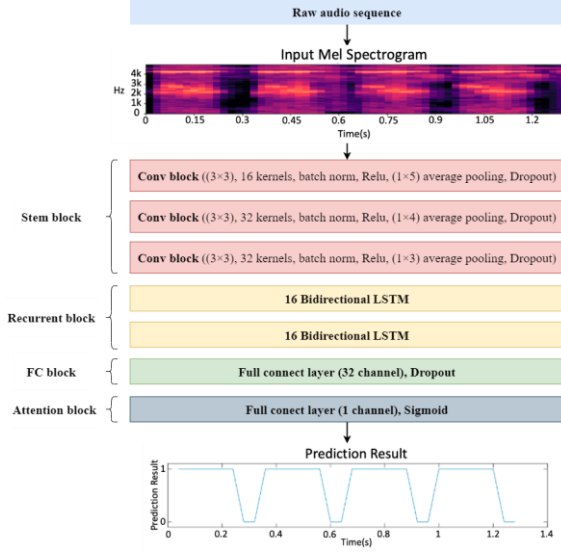 Raw audio sequence
Input Mel Spectrogram
4k
3k
Hz
2k
1k
0
0 0.15 0.3 0.45 0.6 0.75 0.9 1.05 1.2
Time(s)
Stem block
Conv block ((3×3), 16 kernels, batch norm, Relu, (1×5) average pooling, Dropout)
Conv block ((3×3), 32 kernels, batch norm, Relu, (1×4) average pooling, Dropout)
Conv block ((3×3), 32 kernels, batch norm, Relu, (1×3) average pooling, Dropout)
Recurrent block
16 Bidirectional LSTM
16 Bidirectional LSTM
FC block
Full connect layer (32 channel), Dropout
Attention block
Full conect layer (1 channel), Sigmoid
Prediction Result
Prediction Result
1
0
0 0.2 0.4 0.6 0.8 1.0 1.2 1.4
Time(s)